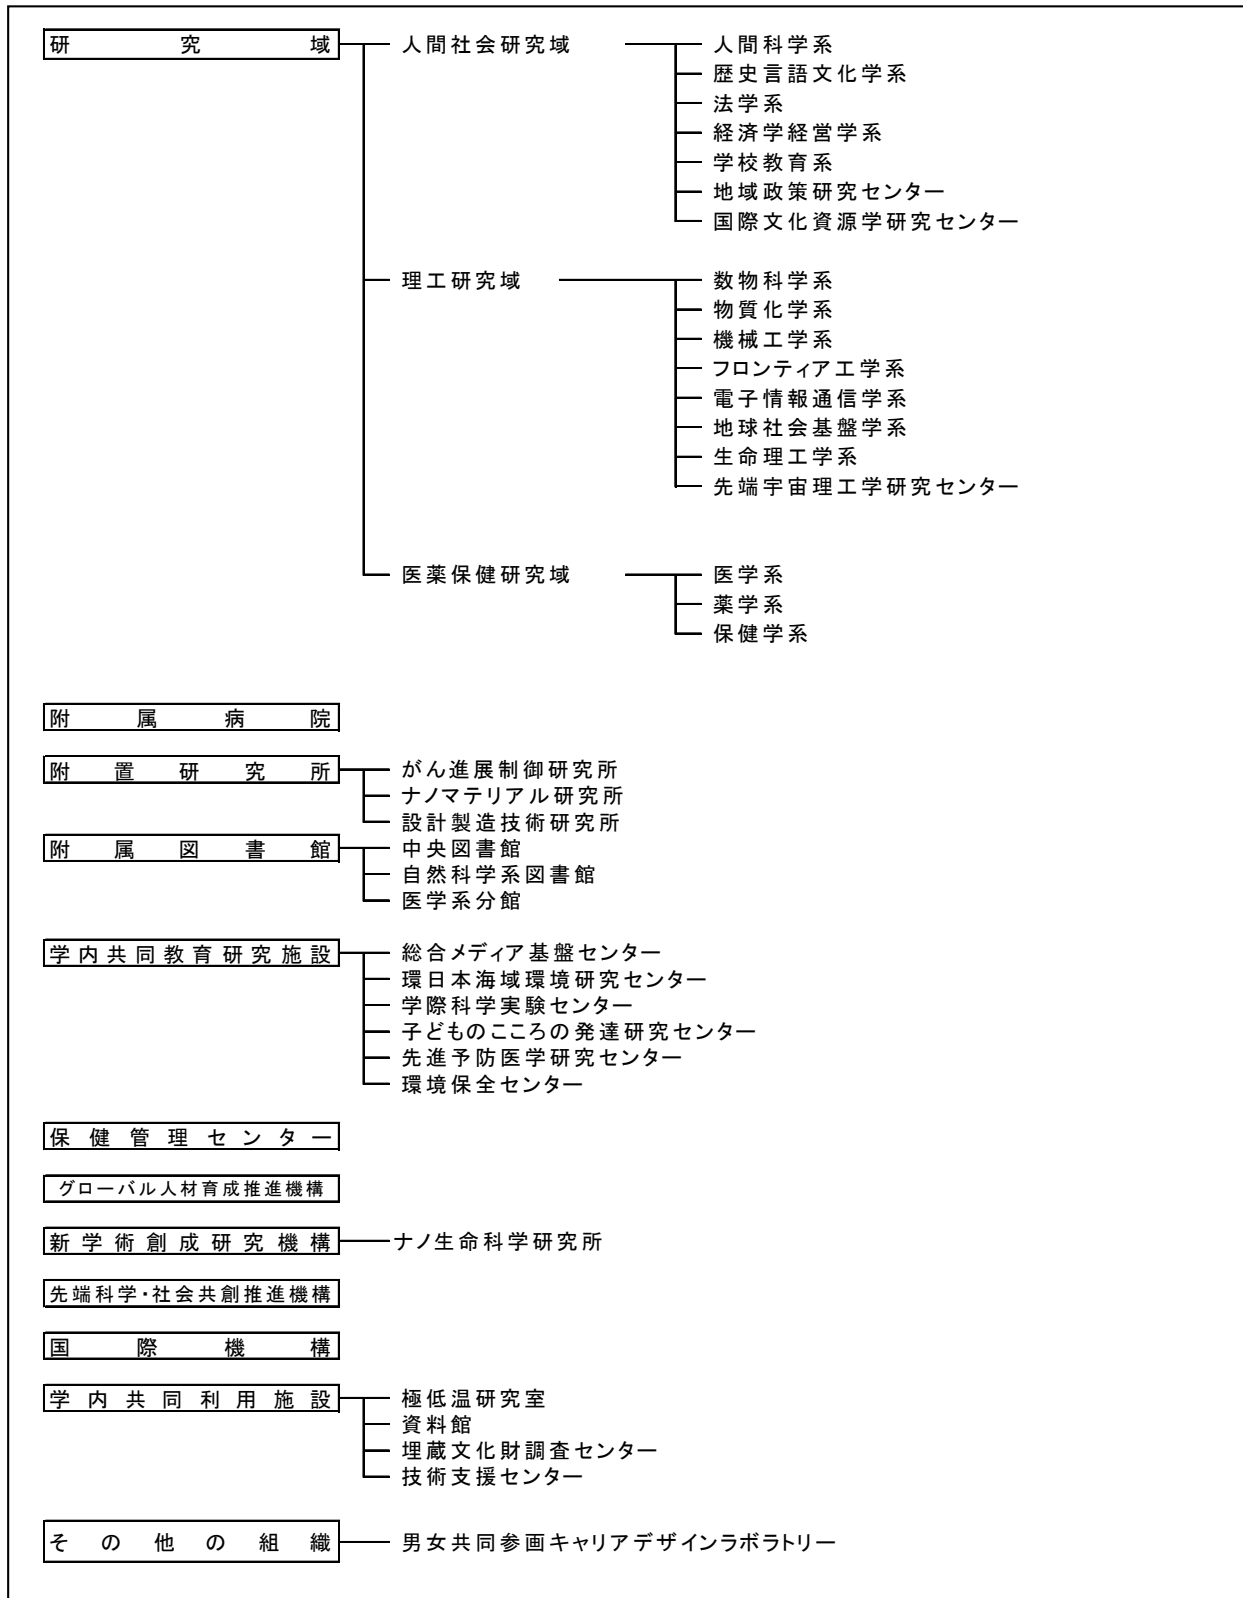 研究域 人間社会研究域 人間科学系
歴史言語文化学系
法学系
経済学経営学系
学校教育系
地域政策研究センター
国際文化資源学研究センター
理工研究域 数物科学系
物質化学系
機械工学系
フロンティア工学系
電子情報通信学系
地球社会基盤学系
生命理工学系
先端宇宙理工学研究センター
医薬保健研究域 医学系
薬学系
保健学系
附属病院
附置研究所 がん進展制御研究所
ナノマテリアル研究所
設計製造技術研究所
附属図書館 中央図書館
自然科学系図書館
医学系分館
学内共同教育研究施設 総合メディア基盤センター
環日本海域環境研究センター
学際科学実験センター
子どものこころの発達研究センター
先進予防医学研究センター
環境保全センター
保健管理センター
グローバル人材育成推進機構
新学術創成研究機構 ナノ生命科学研究所
先端科学・社会共創推進機構
国際機構
学内共同利用施設 極低温研究室
資料館
埋蔵文化財調査センター
技術支援センター
その他の組織 男女共同参画キャリアデザインラボラトリー